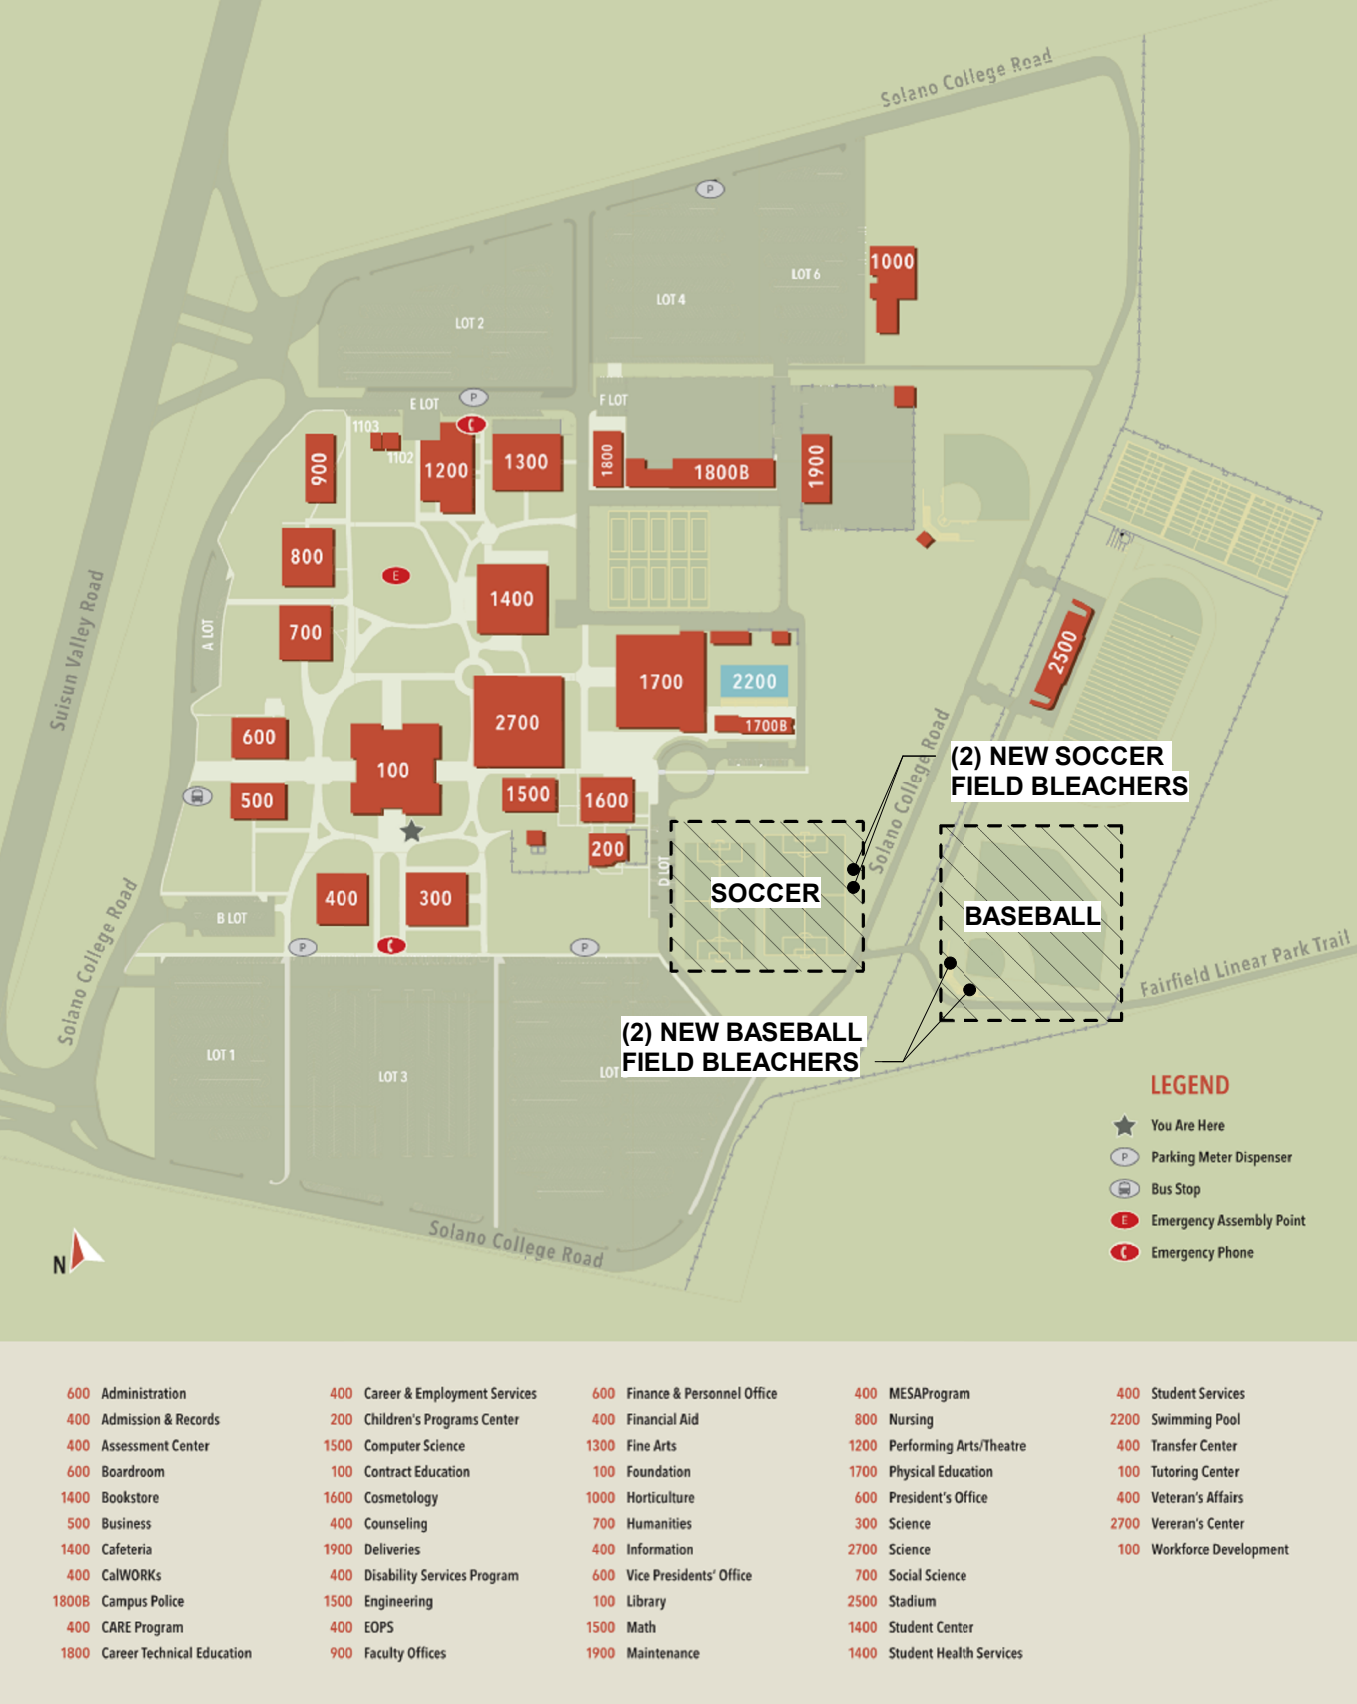 Solano College Road
P
LOT 6
1000
LOT 4
LOT 2
P
E LOT
F LOT
1103
1102
900
1200
1300
1800
1800B
1900
800
E
1400
700
A LOT
Suisun Valley Road
2500
1700
2200
1700B
600
2700
100
Solano College Road
(2) NEW SOCCER
FIELD BLEACHERS
500
1500
1600
200
D LOT
SOCCER
BASEBALL
400
300
B LOT
P
P
Solano College Road
Fairfield Linear Park Trail
(2) NEW BASEBALL
FIELD BLEACHERS
LOT 1
LOT 3
LOT
Solano College Road
N
LEGEND
You Are Here
P Parking Meter Dispenser
Bus Stop
E Emergency Assembly Point
Emergency Phone
600 Administration
400 Admission & Records
400 Assessment Center
600 Boardroom
1400 Bookstore
500 Business
1400 Cafeteria
400 CalWORKs
1800B Campus Police
400 CARE Program
1800 Career Technical Education
400 Career & Employment Services
200 Children's Programs Center
1500 Computer Science
100 Contract Education
1600 Cosmetology
400 Counseling
1900 Deliveries
400 Disability Services Program
1500 Engineering
400 EOPS
900 Faculty Offices
600 Finance & Personnel Office
400 Financial Aid
1300 Fine Arts
100 Foundation
1000 Horticulture
700 Humanities
400 Information
600 Vice Presidents' Office
100 Library
1500 Math
1900 Maintenance
400 MESAProgram
800 Nursing
1200 Performing Arts/Theatre
1700 Physical Education
600 President's Office
300 Science
2700 Science
700 Social Science
2500 Stadium
1400 Student Center
1400 Student Health Services
400 Student Services
2200 Swimming Pool
400 Transfer Center
100 Tutoring Center
400 Veteran's Affairs
2700 Vereran's Center
100 Workforce Development